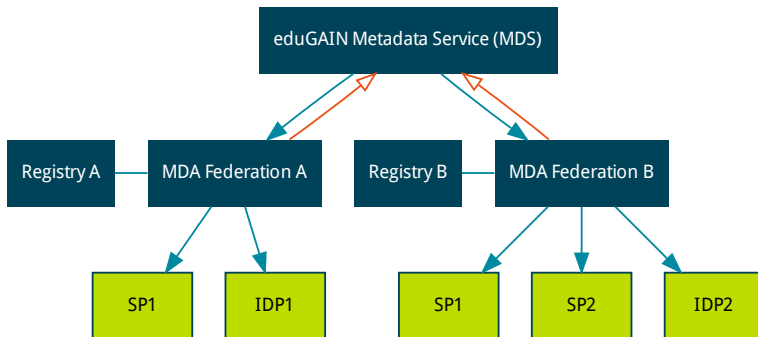 eduGAIN Metadata Service (MDS)
Registry A
MDA Federation A
Registry B
MDA Federation B
SP1
IDP1
SP1
SP2
IDP2